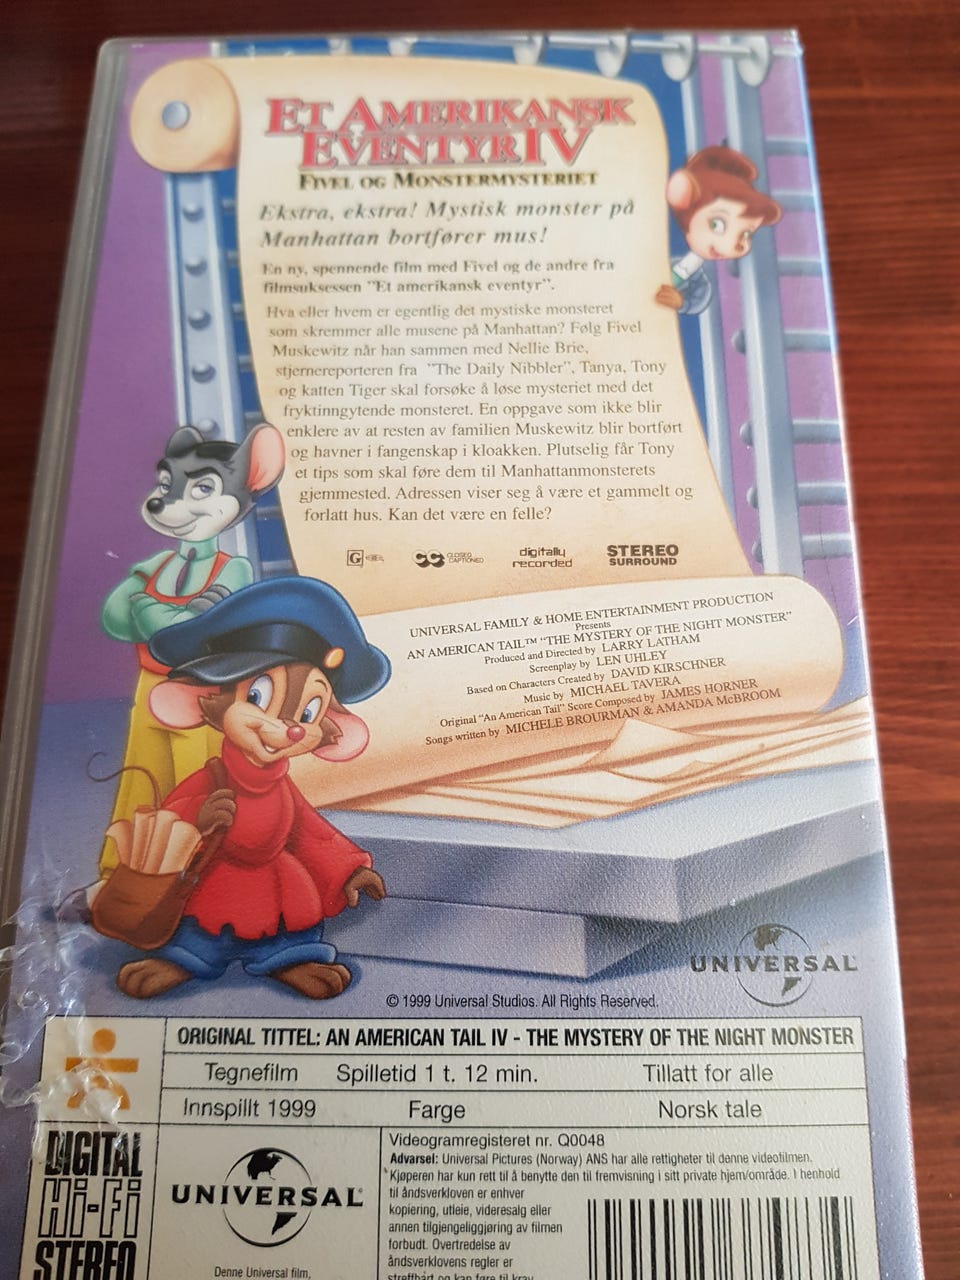 ET AMERIKANSK
EVENTYR IV
FIVEL OG MONSTERMYSTERIET
Ekstra, ekstra! Mystisk monster på
Manhattan bortfører mus!
En ny, spennende film med Fivel og de andre fra
filmsuksessen "Et amerikansk eventyr".
Hva eller hvem er egentlig det mystiske monsteret
som skremmer alle musene på Manhattan? Følg Fivel
Muskewitz når han sammen med Nellie Brie,
stjernereporteren fra "The Daily Nibbler", Tanya, Tony
og katten Tiger skal forsøke å løse mysteriet med det
fryktinngytende monsteret. En oppgave som ikke blir
enklere av at resten av familien Muskewitz blir bortført
og havner i fangenskap i kloakken. Plutselig får Tony
et tips som skal føre dem til Manhattanmonsterets
gjemmested. Adressen viser seg å være et gammelt og
forlatt hus. Kan det være en felle?
G
CC CLOSED CAPTIONED
digitally recorded
STEREO SURROUND
UNIVERSAL FAMILY & HOME ENTERTAINMENT PRODUCTION
Presents
AN AMERICAN TAIL™ "THE MYSTERY OF THE NIGHT MONSTER"
Produced and Directed by LARRY LATHAM
Screenplay by LEN UHLEY
Based on Characters Created by DAVID KIRSCHNER
Music by MICHAEL TAVERA
Original "An American Tail" Score Composed by JAMES HORNER
Songs written by MICHELE BROURMAN & AMANDA McBROOM
UNIVERSAL
© 1999 Universal Studios. All Rights Reserved.
ORIGINAL TITTEL: AN AMERICAN TAIL IV - THE MYSTERY OF THE NIGHT MONSTER
Tegnefilm Spilletid 1 t. 12 min. Tillatt for alle
Innspillt 1999 Farge Norsk tale
DIGITAL
HI-FI
STEREO
UNIVERSAL
Denne Universal film,
Videogramregisteret nr. Q0048
Advarsel: Universal Pictures (Norway) ANS har alle rettigheter til denne videofilmen.
Kjøperen har kun rett til å benytte den til fremvisning i sitt private hjem/område. I henhold
til åndsverkloven er enhver
kopiering, utleie, videresalg eller
annen tilgjengeliggjøring av filmen
forbudt. Overtredelse av
åndsverklovens regler er
straffbart og kan føre til krav